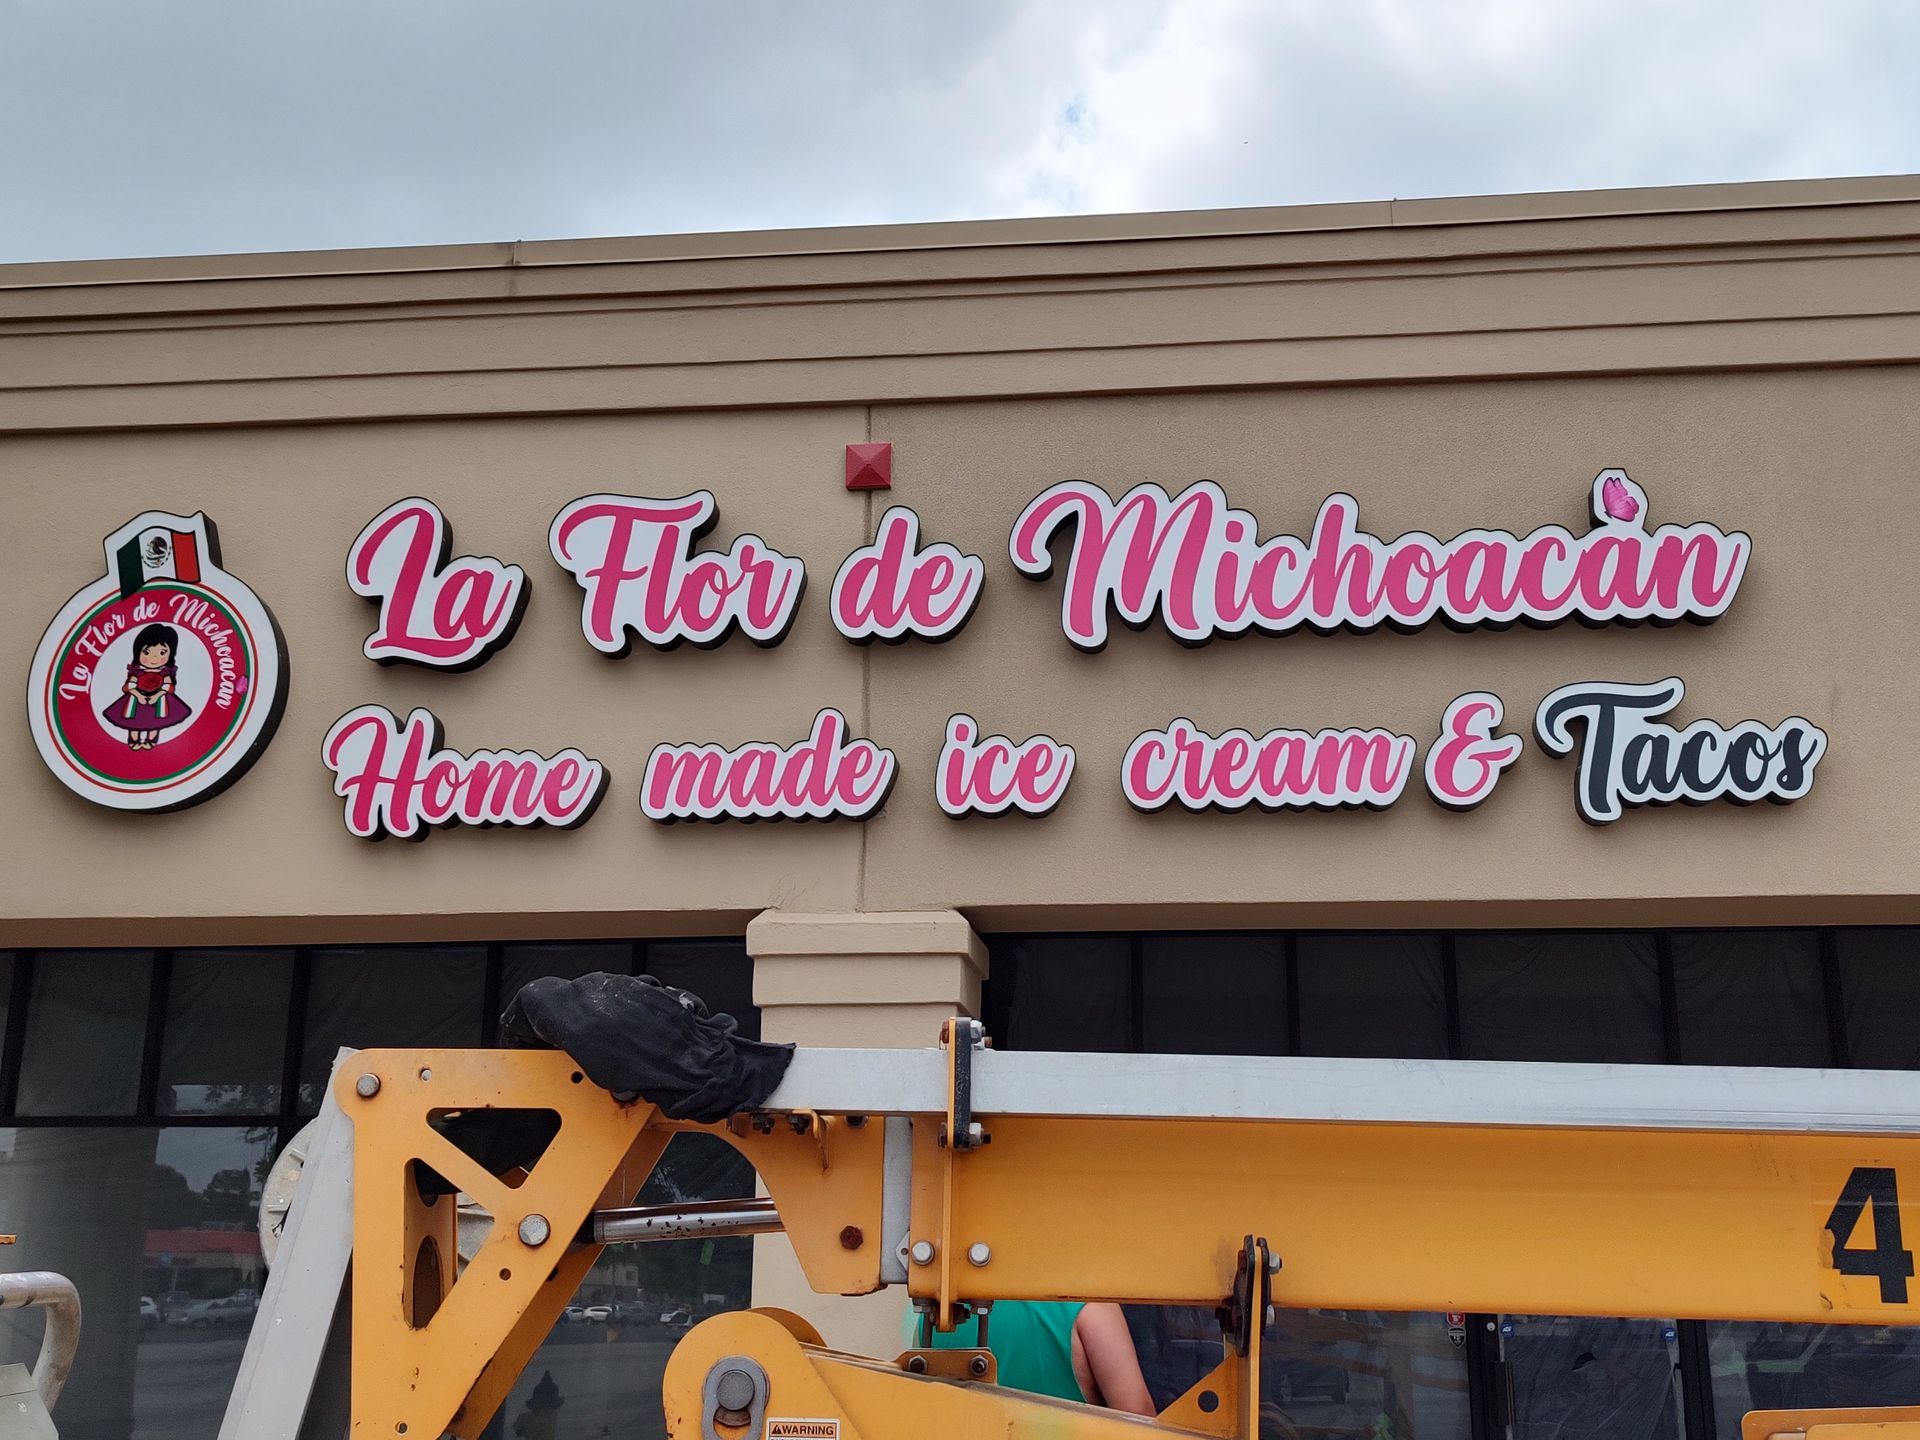 La Flor de Michoacán
La Flor de Michoacan
Home made ice cream & Tacos
4
WARNING